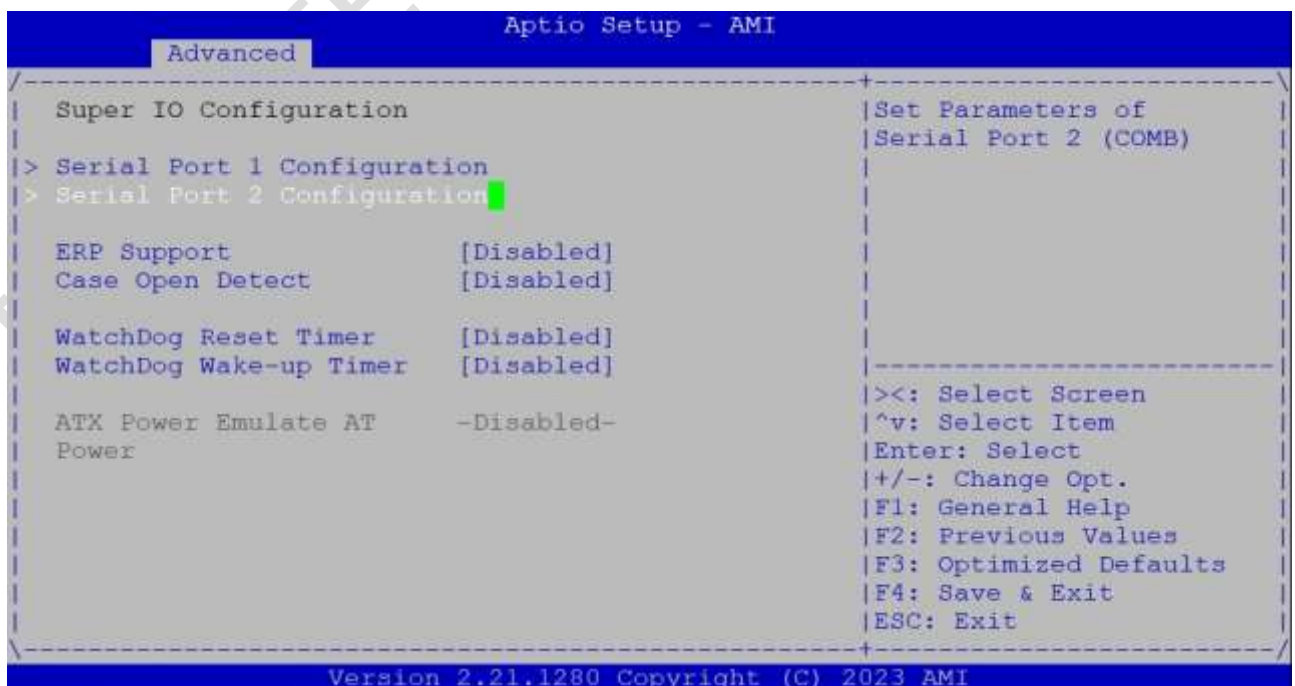 Aptio Setup - AMI
Advanced
Super IO Configuration
> Serial Port 1 Configuration
> Serial Port 2 Configuration
ERP Support [Disabled]
Case Open Detect [Disabled]
WatchDog Reset Timer [Disabled]
WatchDog Wake-up Timer [Disabled]
ATX Power Emulate AT -Disabled-
Power
Set Parameters of
Serial Port 2 (COMB)
><: Select Screen
^v: Select Item
Enter: Select
+/-: Change Opt.
F1: General Help
F2: Previous Values
F3: Optimized Defaults
F4: Save & Exit
ESC: Exit
Version 2.21.1280 Copyright (C) 2023 AMI